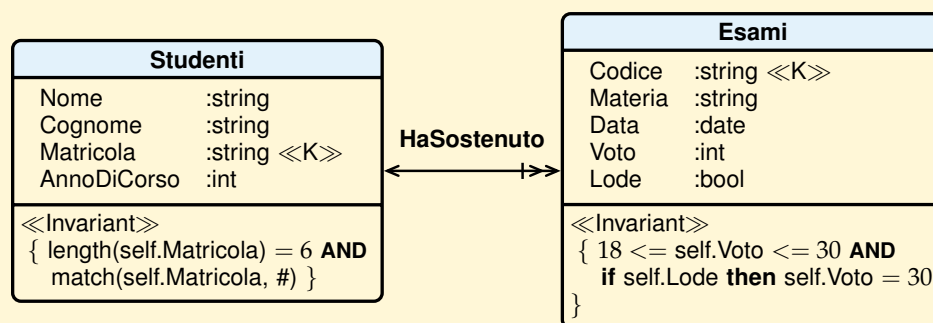 Studenti
Nome :string
Cognome :string
Matricola :string ≪K≫
AnnoDiCorso :int
≪Invariant≫
{ length(self.Matricola) = 6 AND
match(self.Matricola, #) }
HaSostenuto
Esami
Codice :string ≪K≫
Materia :string
Data :date
Voto :int
Lode :bool
≪Invariant≫
{ 18 <= self.Voto <= 30 AND
if self.Lode then self.Voto = 30
}